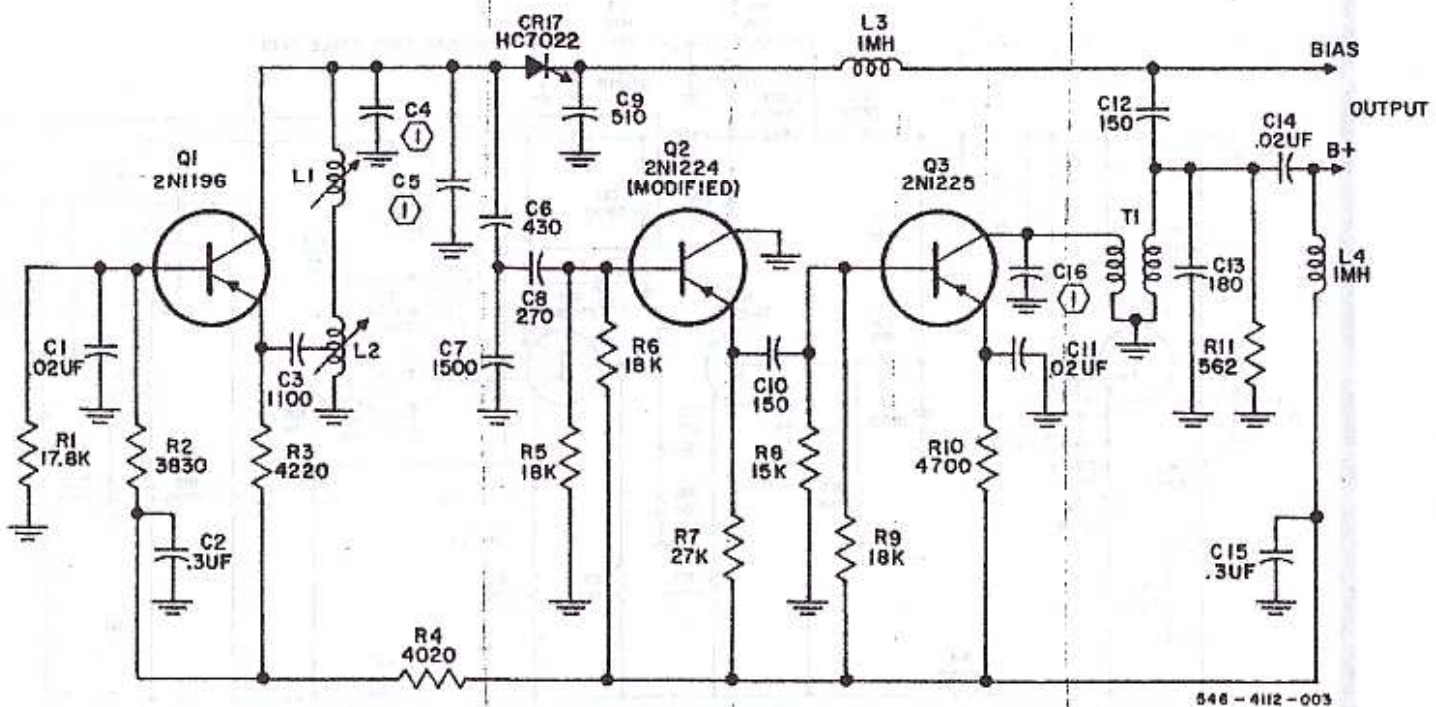 CR17
HC7022
L3
1MH
BIAS
C4
1
C9
510
C12
150
OUTPUT
C14
.02UF
B+
Q1
2N1196
L1
C5
1
Q2
2N1224
(MODIFIED)
Q3
2N1225
C6
430
T1
C16
1
C13
180
L4
1MH
C8
270
C1
.02UF
L2
C3
1100
C7
1500
R6
18K
C10
150
C11
.02UF
R11
562
R1
17.8K
R2
3830
R3
4220
R5
18K
R8
15K
R10
4700
C2
.3UF
R7
27K
R9
18K
C15
.3UF
R4
4020
546-4112-003